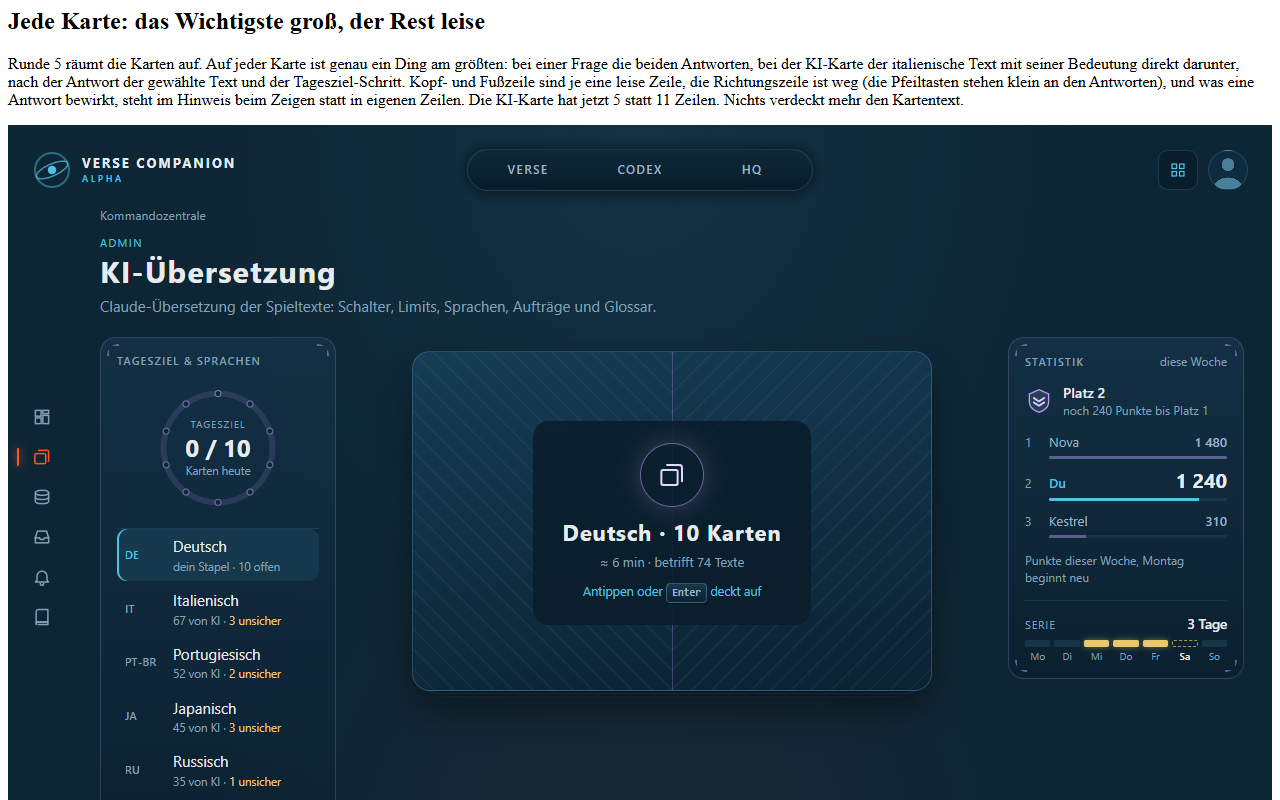 Jede Karte: das Wichtigste groß, der Rest leise
Runde 5 räumt die Karten auf. Auf jeder Karte ist genau ein Ding am größten: bei einer Frage die beiden Antworten, bei der KI-Karte der italienische Text mit seiner Bedeutung direkt darunter,
nach der Antwort der gewählte Text und der Tagesziel-Schritt. Kopf- und Fußzeile sind je eine leise Zeile, die Richtungszeile ist weg (die Pfeiltasten stehen klein an den Antworten), und was eine
Antwort bewirkt, steht im Hinweis beim Zeigen statt in eigenen Zeilen. Die KI-Karte hat jetzt 5 statt 11 Zeilen. Nichts verdeckt mehr den Kartentext.
VERSE COMPANION
ALPHA
VERSE
CODEX
HQ
Kommandozentrale
ADMIN
KI-Übersetzung
Claude-Übersetzung der Spieltexte: Schalter, Limits, Sprachen, Aufträge und Glossar.
TAGESZIEL & SPRACHEN
TAGESZIEL
0 / 10
Karten heute
DE
Deutsch
dein Stapel · 10 offen
IT
Italienisch
67 von KI · 3 unsicher
PT-BR
Portugiesisch
52 von KI · 2 unsicher
JA
Japanisch
45 von KI · 3 unsicher
RU
Russisch
35 von KI · 1 unsicher
Deutsch · 10 Karten
≈ 6 min · betrifft 74 Texte
Antippen oder Enter deckt auf
STATISTIK
diese Woche
Platz 2
noch 240 Punkte bis Platz 1
1 Nova 1 480
2 Du 1 240
3 Kestrel 310
Punkte dieser Woche, Montag
beginnt neu
SERIE
3 Tage
Mo Di Mi Do Fr Sa So